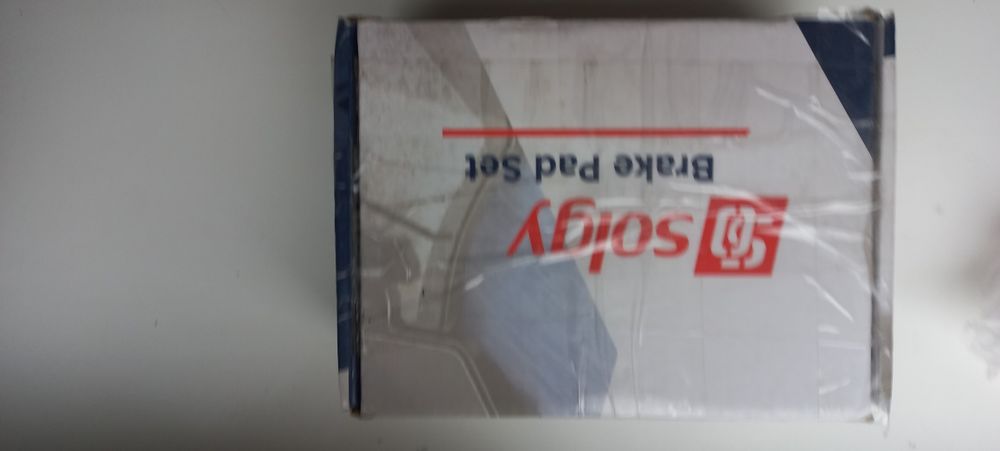 solgy
Brake Pad Set